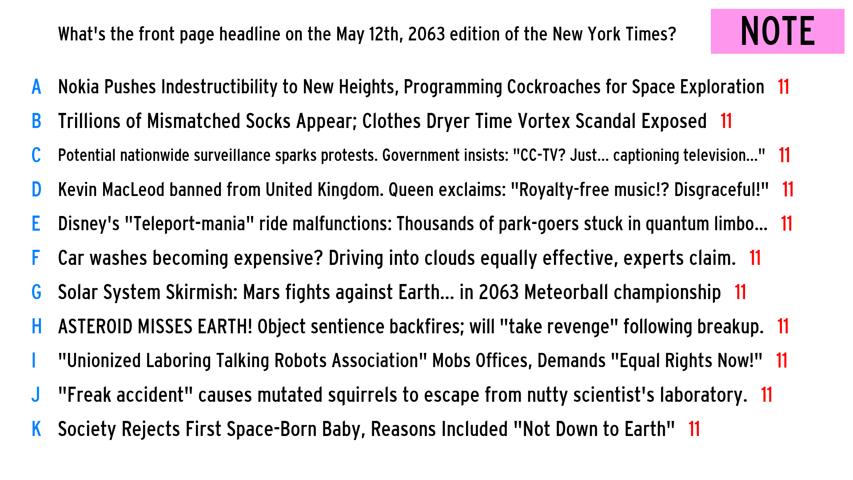 What's the front page headline on the May 12th, 2063 edition of the New York Times?
NOTE
A Nokia Pushes Indestructibility to New Heights, Programming Cockroaches for Space Exploration 11
B Trillions of Mismatched Socks Appear; Clothes Dryer Time Vortex Scandal Exposed 11
C Potential nationwide surveillance sparks protests. Government insists: "CC-TV? Just... captioning television..." 11
D Kevin MacLeod banned from United Kingdom. Queen exclaims: "Royalty-free music!? Disgraceful!" 11
E Disney's "Teleport-mania" ride malfunctions: Thousands of park-goers stuck in quantum limbo... 11
F Car washes becoming expensive? Driving into clouds equally effective, experts claim. 11
G Solar System Skirmish: Mars fights against Earth... in 2063 Meteorball championship 11
H ASTEROID MISSES EARTH! Object sentience backfires; will "take revenge" following breakup. 11
I "Unionized Laboring Talking Robots Association" Mobs Offices, Demands "Equal Rights Now!" 11
J "Freak accident" causes mutated squirrels to escape from nutty scientist's laboratory. 11
K Society Rejects First Space-Born Baby, Reasons Included "Not Down to Earth" 11